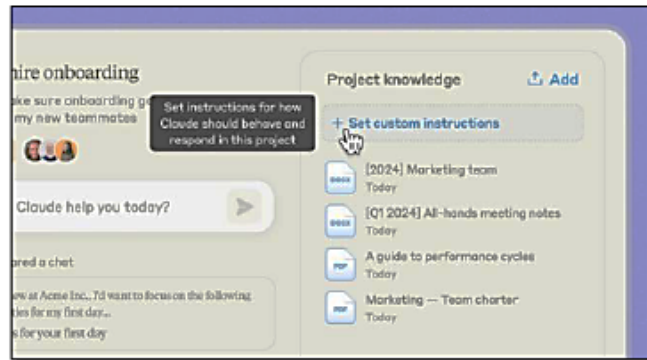 hire onboarding
ke sure onboarding
my new teammates
Set instructions for how
Claude should behave and
respond in this project
Claude help you today?
ared a chat
ew at Acme Inc., I'd want to focus on the following
ties for my first day...
s for your first day
Project knowledge
Add
+ Set custom instructions
DOCX
[2024] Marketing team
Today
DOCX
[Q1 2024] All-hands meeting notes
Today
PDF
A guide to performance cycles
Today
PDF
Marketing — Team charter
Today